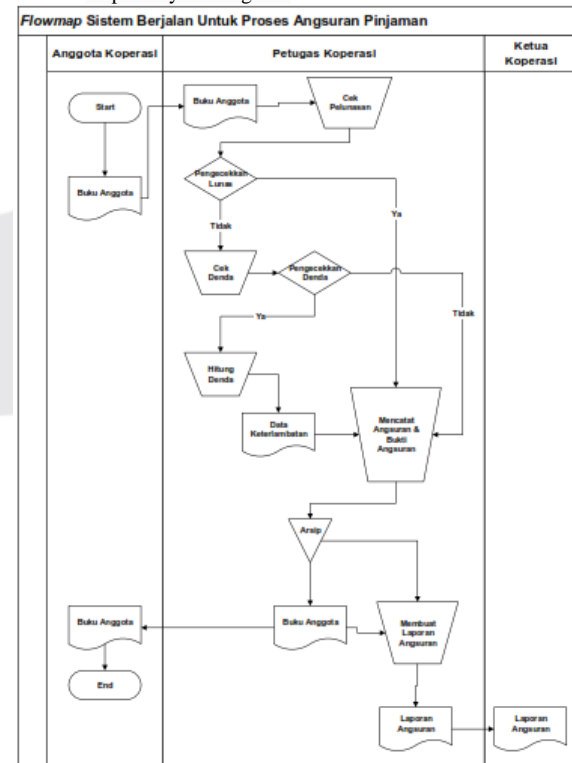 Flowmap Sistem Berjalan Untuk Proses Angsuran Pinjaman
Anggota Koperasi
Petugas Koperasi
Ketua
Koperasi
Start
Buku Anggota
Cek
Pelunasan
Buku Anggota
Pengecekkan
Lunas
Ya
Tidak
Cek
Denda
Pengecekkan
Denda
Tidak
Ya
Hitung
Denda
Data
Keterlambatan
Mencatat
Angsuran &
Bukti
Angsuran
Arsip
Buku Anggota
Buku Anggota
Membuat
Laporan
Angsuran
End
Laporan
Angsuran
Laporan
Angsuran